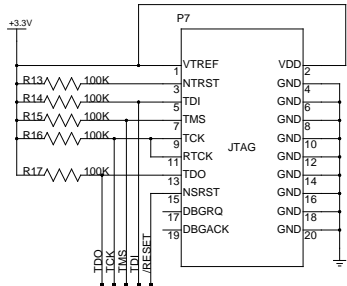 P7
+3.3V
VTREF VDD
1 2
R13 100K NTRST GND
3 4
R14 100K TDI GND
5 6
R15 100K TMS GND
7 8
R16 100K TCK GND
9 10
RTCK GND
JTAG
11 12
R17 100K TDO GND
13 14
NSRST GND
15 16
DBGRQ GND
17 18
DBGACK GND
19 20
TDO
TCK
TMS
TDI
/RESET